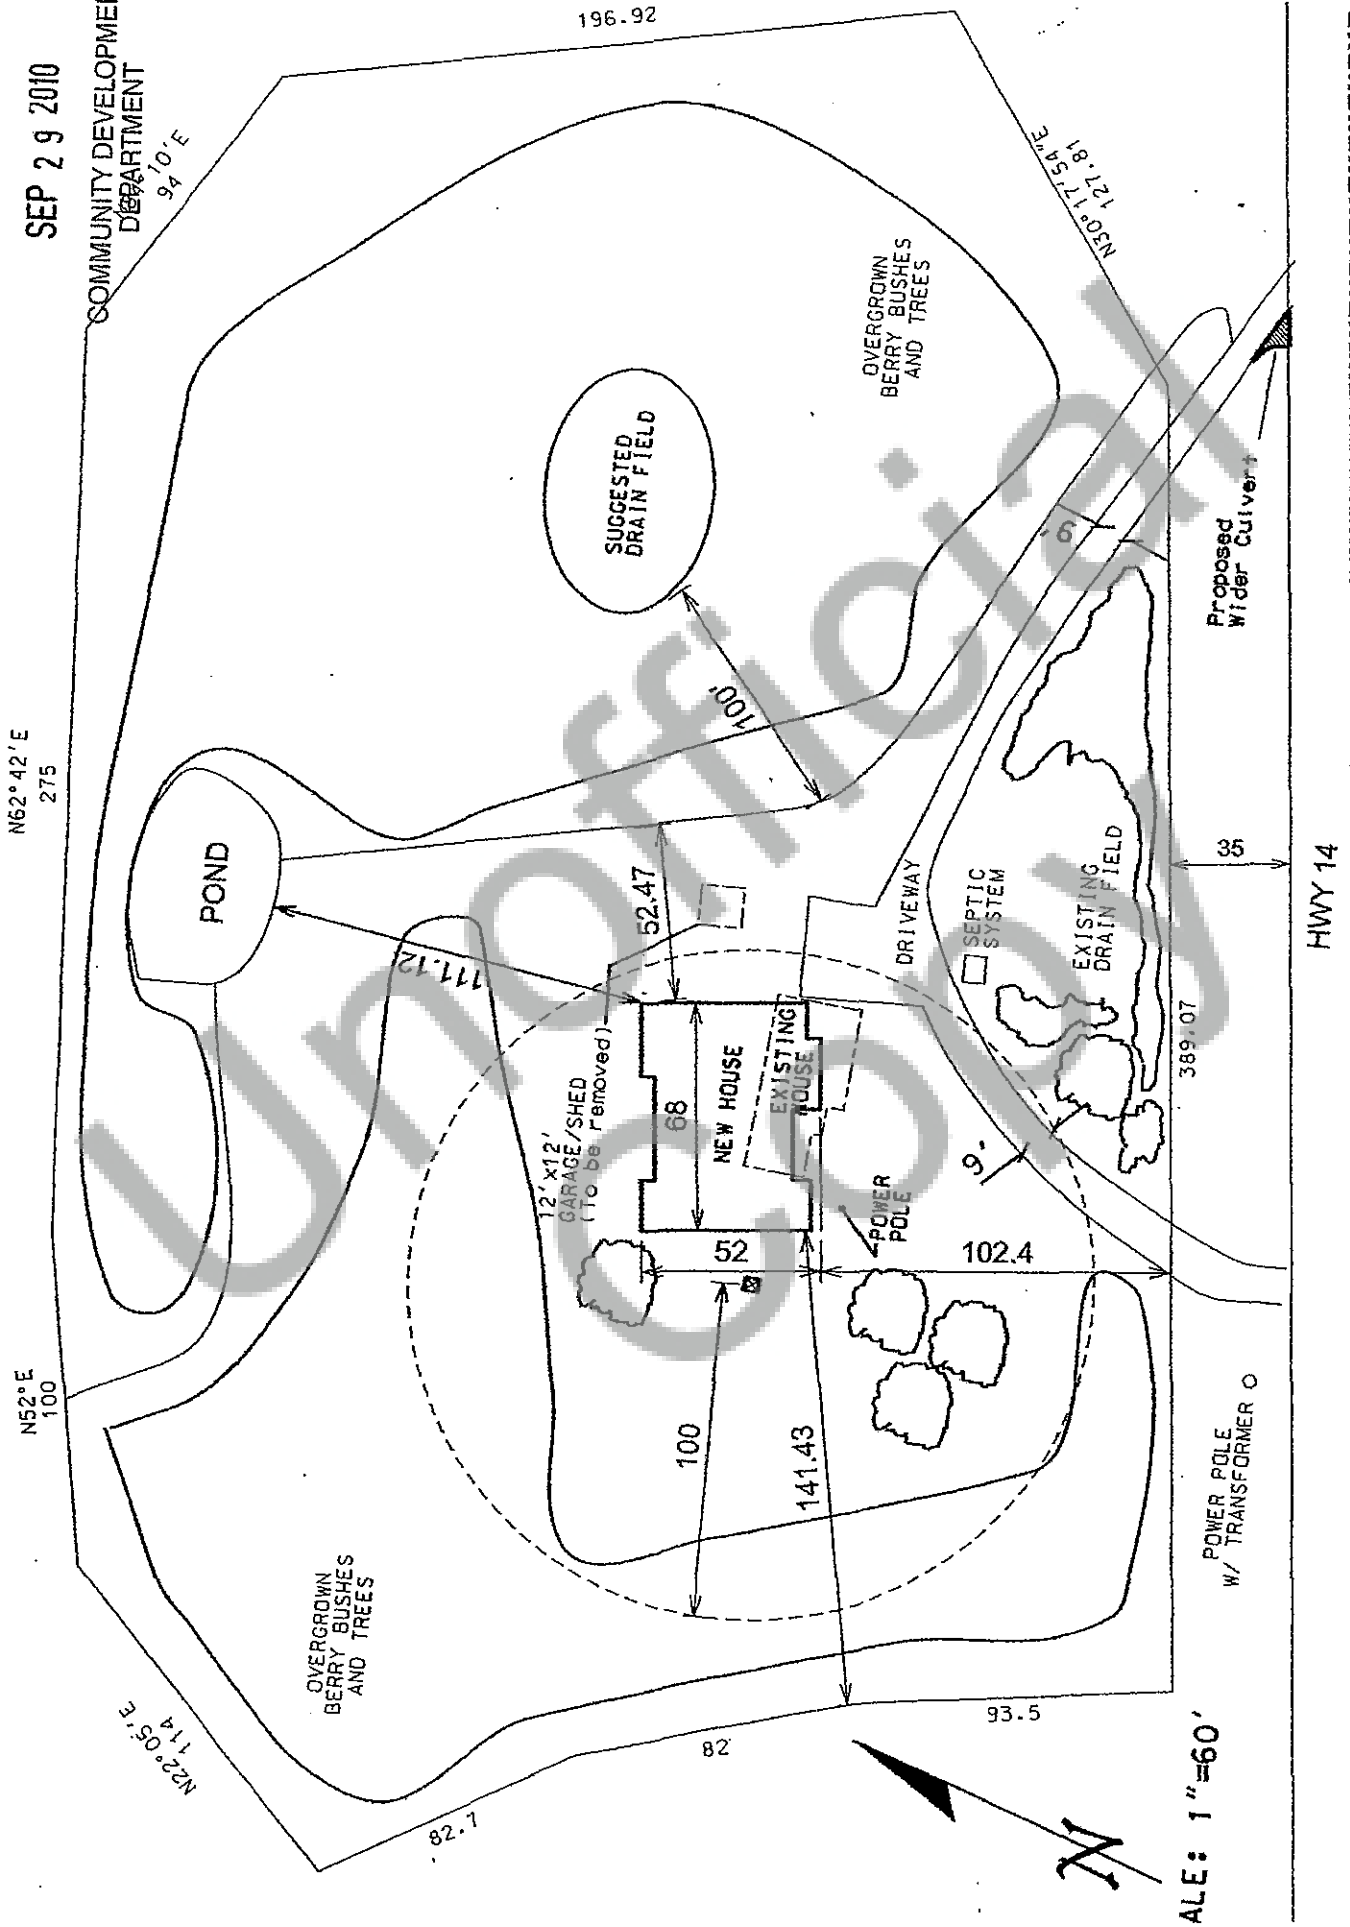 SEP 29 2010
COMMUNITY DEVELOPME
DEPARTMENT
10'E
94
196.92
N30°17'54"E
127.81
N62°42'E
275
N52°E
100
N22°05'E
114
82.7
82
93.5
OVERGROWN
BERRY BUSHES
AND TREES
SUGGESTED
DRAIN FIELD
100'
POND
111.12
52.47
12'x12'
GARAGE/SHED
(To be removed)
NEW HOUSE
68
EXISTING
HOUSE
52
100
141.43
102.4
POWER
POLE
DRIVEWAY
SEPTIC
SYSTEM
EXISTING
DRAIN FIELD
9'
9'
Proposed
Wider Culvert
35
389.07
HWY 14
POWER POLE
W/ TRANSFORMER
OVERGROWN
BERRY BUSHES
AND TREES
N
ALE: 1"=60'
Unofficial
Copy